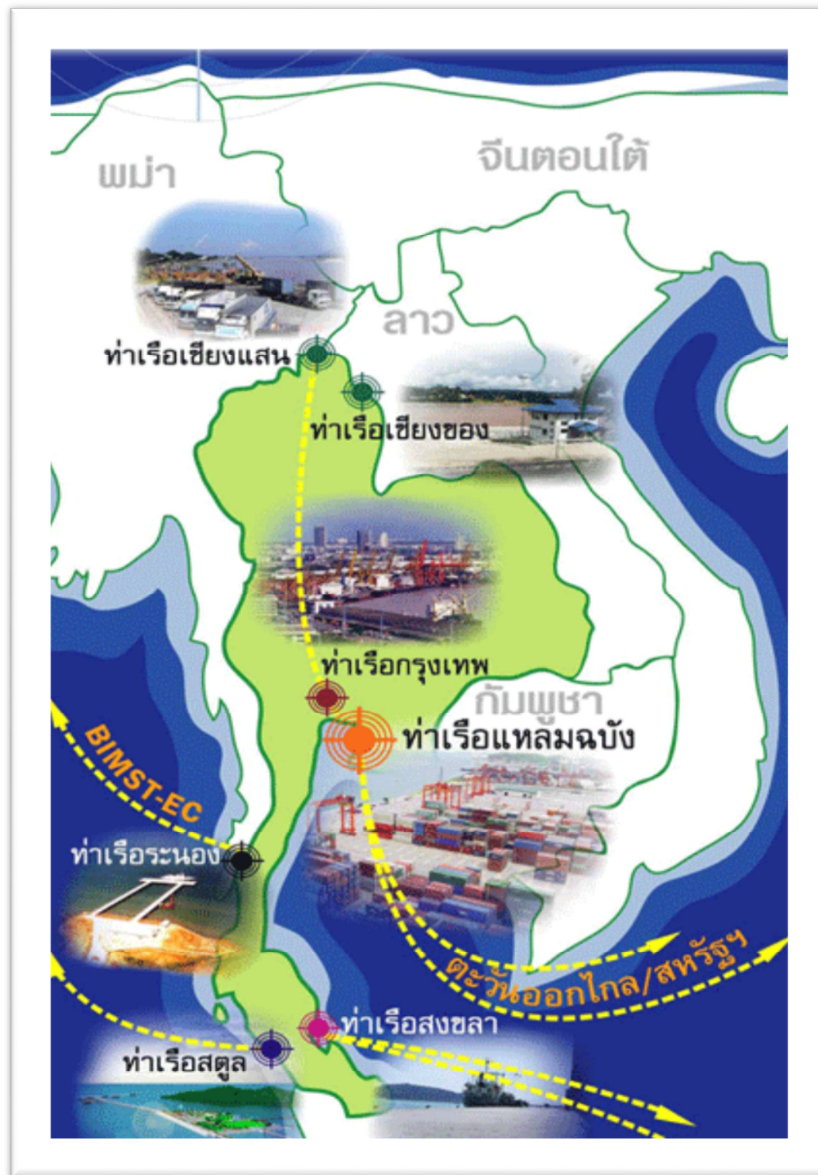 พม่า
จีนตอนใต้
ลาว
ท่าเรือเชียงแสน
ท่าเรือเชียงของ
ท่าเรือกรุงเทพ
กัมพูชา
ท่าเรือแหลมฉบัง
BIMST-EC
ท่าเรือระนอง
ตะวันออกไกล/สหรัฐฯ
ท่าเรือสงขลา
ท่าเรือสตูล